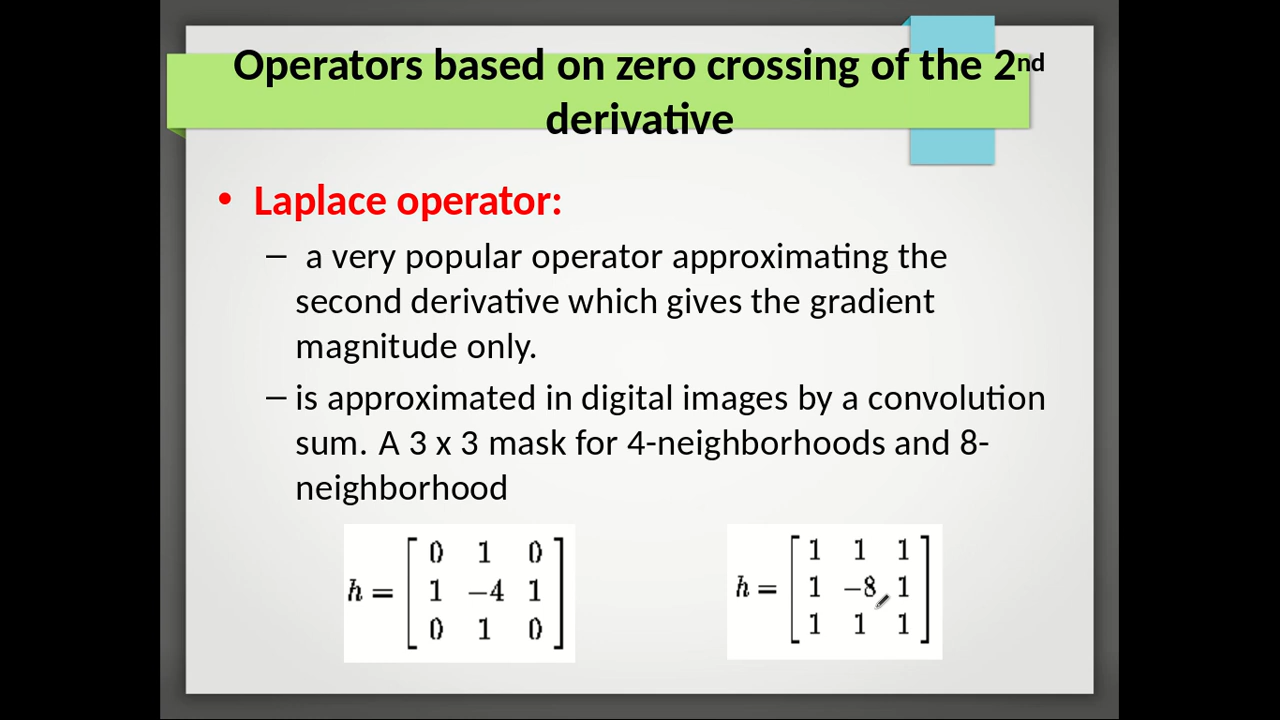 Operators based on zero crossing of the 2nd
derivative
• Laplace operator:
– a very popular operator approximating the
second derivative which gives the gradient
magnitude only.
– is approximated in digital images by a convolution
sum. A 3 x 3 mask for 4-neighborhoods and 8-
neighborhood
h = [ 0 1 0
1 −4 1
0 1 0 ]
h = [ 1 1 1
1 −8 1
1 1 1 ]